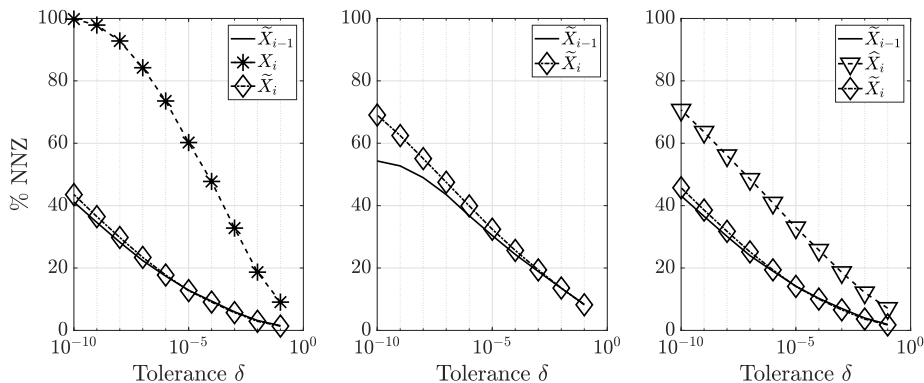 % NNZ
100
80
60
40
20
0
10^{-10}
10^{-5}
10^{0}
Tolerance δ
X̃_{i-1}
X_i
X̃_i
100
80
60
40
20
0
10^{-10}
10^{-5}
10^{0}
Tolerance δ
X̃_{i-1}
X̃_i
100
80
60
40
20
0
10^{-10}
10^{-5}
10^{0}
Tolerance δ
X̃_{i-1}
X̂_i
X̃_i